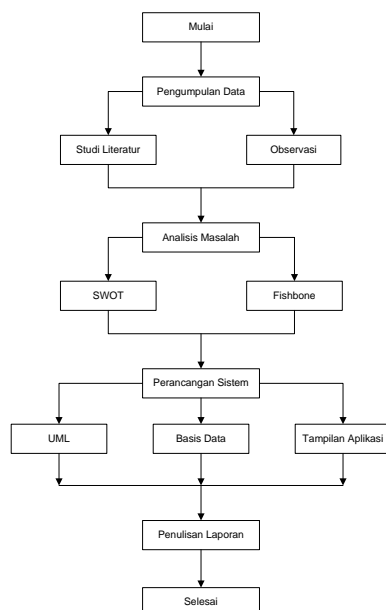 Mulai
Pengumpulan Data
Studi Literatur
Observasi
Analisis Masalah
SWOT
Fishbone
Perancangan Sistem
UML
Basis Data
Tampilan Aplikasi
Penulisan Laporan
Selesai